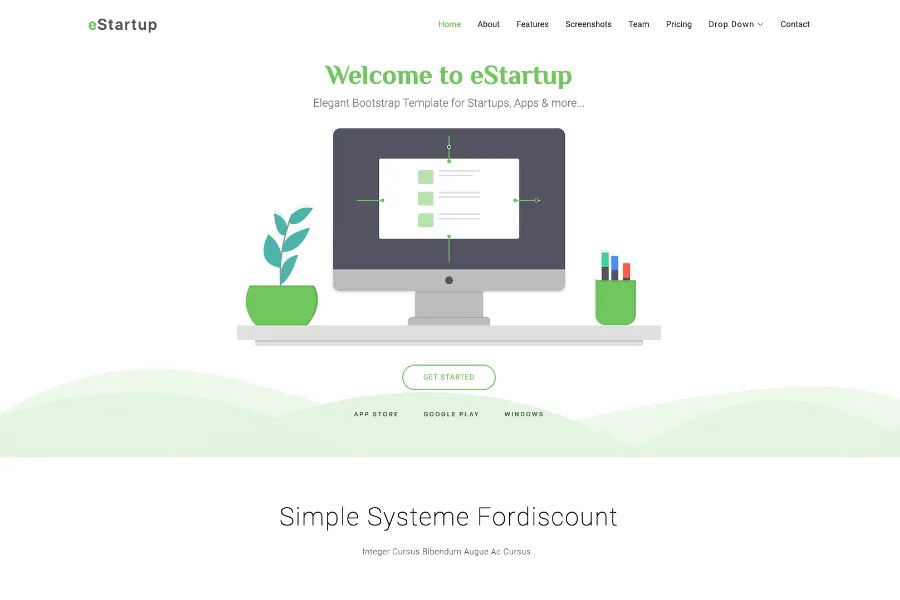 eStartup
Home About Features Screenshots Team Pricing Drop Down Contact
Welcome to eStartup
Elegant Bootstrap Template for Startups, Apps & more...
GET STARTED
APP STORE GOOGLE PLAY WINDOWS
Simple Systeme Fordiscount
Integer Cursus Bibendum Augue Ac Cursus .